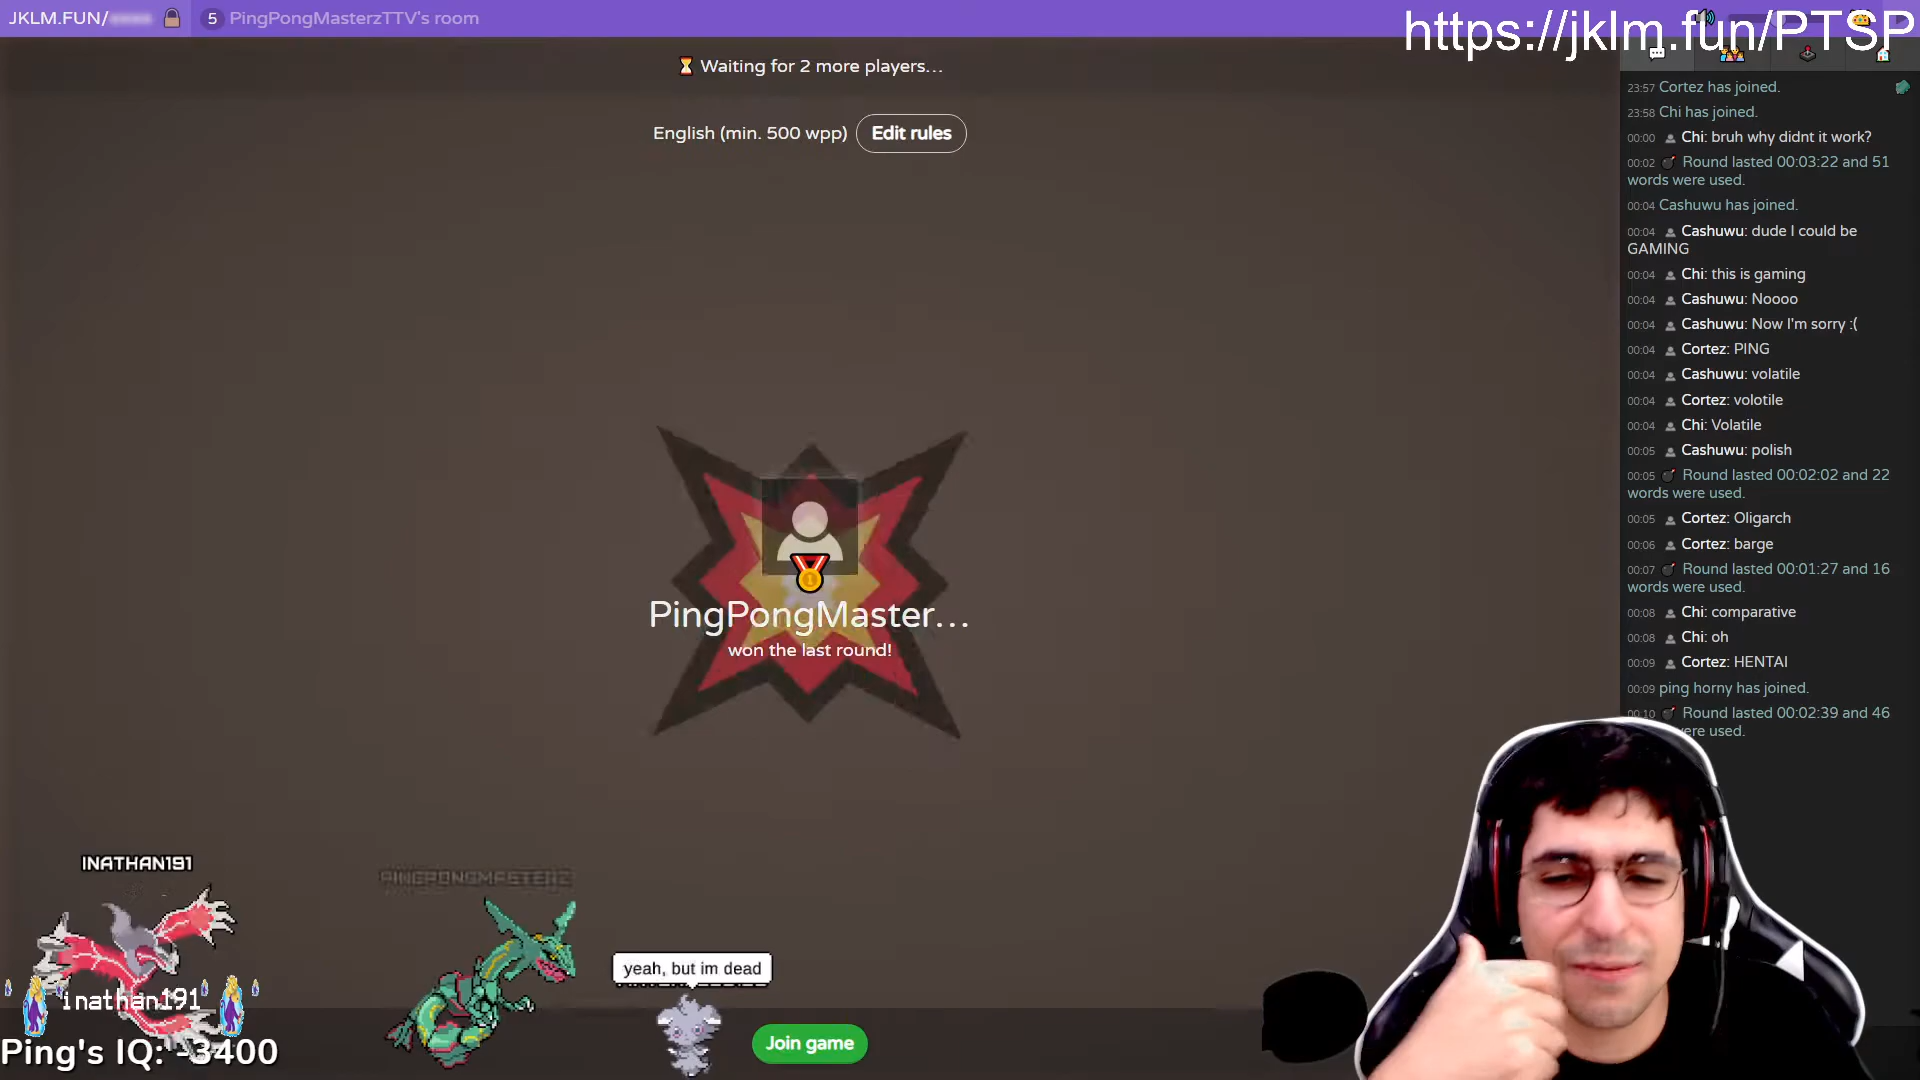 JKLM.FUN/
5 PingPongMasterzTTV's room
https://jklm.fun/PTSP
Waiting for 2 more players…
English (min. 500 wpp) Edit rules
23:57 Cortez has joined.
23:58 Chi has joined.
00:00 Chi: bruh why didnt it work?
00:02 Round lasted 00:03:22 and 51
words were used.
00:04 Cashuwu has joined.
00:04 Cashuwu: dude I could be
GAMING
00:04 Chi: this is gaming
00:04 Cashuwu: Noooo
00:04 Cashuwu: Now I'm sorry :(
00:04 Cortez: PING
00:04 Cashuwu: volatile
00:04 Cortez: volotile
00:04 Chi: Volatile
00:05 Cashuwu: polish
00:05 Round lasted 00:02:02 and 22
words were used.
00:05 Cortez: Oligarch
00:06 Cortez: barge
00:07 Round lasted 00:01:27 and 16
words were used.
00:08 Chi: comparative
00:08 Chi: oh
00:09 Cortez: HENTAI
00:09 ping horny has joined.
00:10 Round lasted 00:02:39 and 46
were used.
PingPongMaster…
won the last round!
INATHAN191
PINGPONGMASTERZ
yeah, but im dead
inathan191
Ping's IQ: -3400
Join game